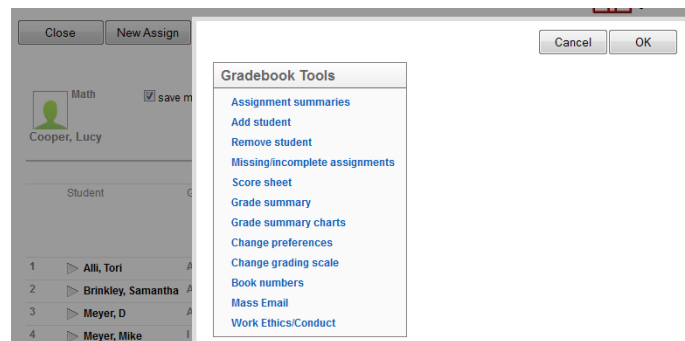 Close New Assign
Cancel OK
Gradebook Tools
Math
save m
Cooper, Lucy
Assignment summaries
Add student
Remove student
Missing/incomplete assignments
Score sheet
Grade summary
Grade summary charts
Change preferences
Change grading scale
Book numbers
Mass Email
Work Ethics/Conduct
Student
1 Alli, Tori A
2 Brinkley, Samantha A
3 Meyer, D A
4 Meyer, Mike I